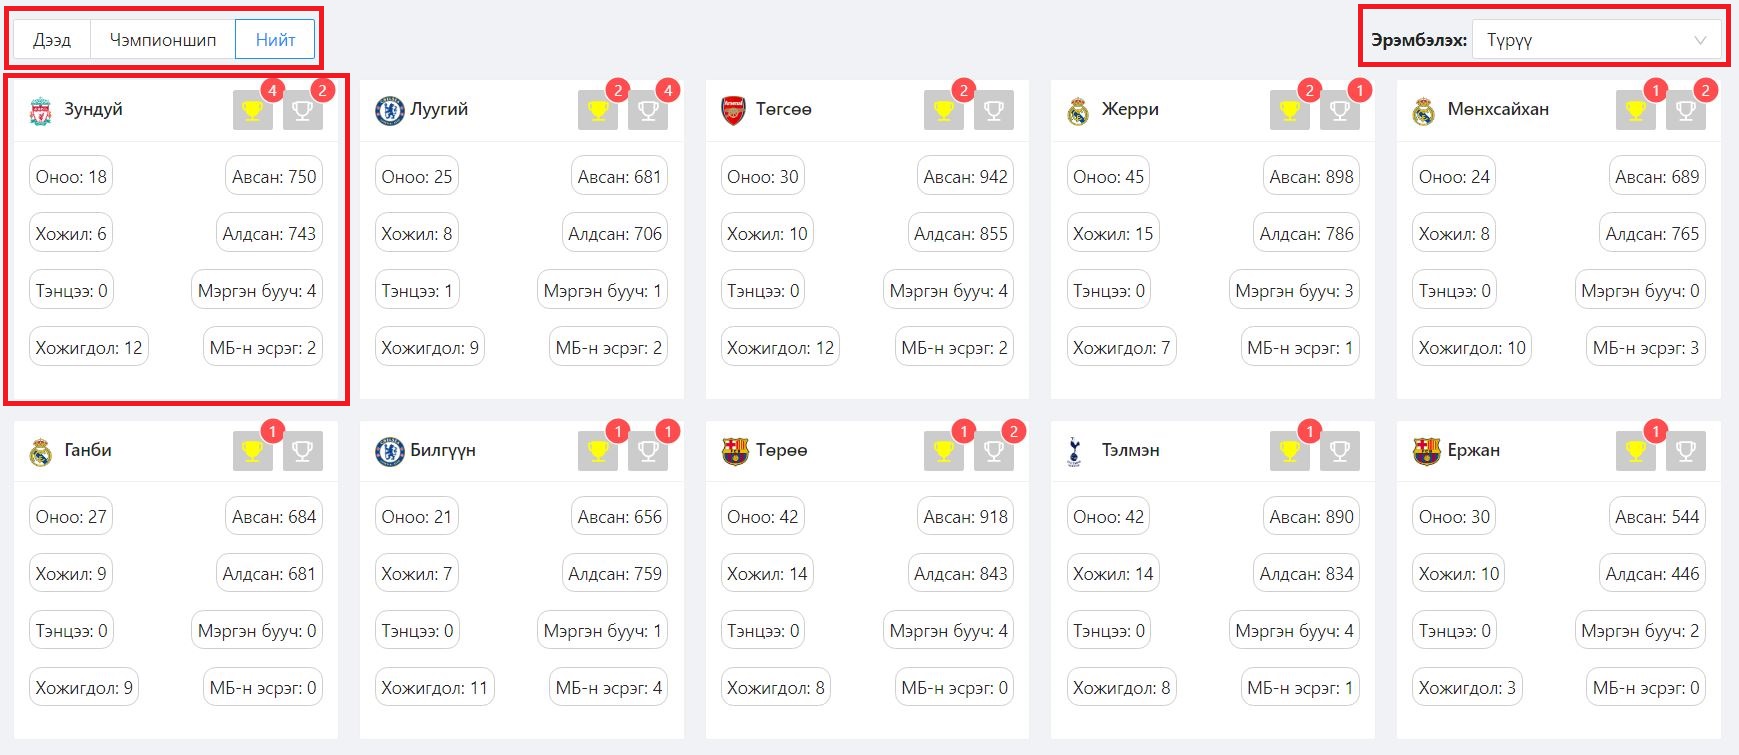 Дээд Чэмпионшип Нийт Эрэмбэлэх: Түрүү
Зундуй 4 2
Оноо: 18 Авсан: 750
Хожил: 6 Алдсан: 743
Тэнцээ: 0 Мэргэн бууч: 4
Хожигдол: 12 МБ-н эсрэг: 2
Луугий 2 4
Оноо: 25 Авсан: 681
Хожил: 8 Алдсан: 706
Тэнцээ: 1 Мэргэн бууч: 1
Хожигдол: 9 МБ-н эсрэг: 2
Arsenal Төгсөө 2
Оноо: 30 Авсан: 942
Хожил: 10 Алдсан: 855
Тэнцээ: 0 Мэргэн бууч: 4
Хожигдол: 12 МБ-н эсрэг: 2
Жерри 2 1
Оноо: 45 Авсан: 898
Хожил: 15 Алдсан: 786
Тэнцээ: 0 Мэргэн бууч: 3
Хожигдол: 7 МБ-н эсрэг: 1
Мөнхсайхан 1 2
Оноо: 24 Авсан: 689
Хожил: 8 Алдсан: 765
Тэнцээ: 0 Мэргэн бууч: 0
Хожигдол: 10 МБ-н эсрэг: 3
Ганби 1
Оноо: 27 Авсан: 684
Хожил: 9 Алдсан: 681
Тэнцээ: 0 Мэргэн бууч: 0
Хожигдол: 9 МБ-н эсрэг: 0
Билгүүн 1 1
Оноо: 21 Авсан: 656
Хожил: 7 Алдсан: 759
Тэнцээ: 0 Мэргэн бууч: 1
Хожигдол: 11 МБ-н эсрэг: 4
Төрөө 1 2
Оноо: 42 Авсан: 918
Хожил: 14 Алдсан: 843
Тэнцээ: 0 Мэргэн бууч: 4
Хожигдол: 8 МБ-н эсрэг: 0
Тэлмэн 1
Оноо: 42 Авсан: 890
Хожил: 14 Алдсан: 834
Тэнцээ: 0 Мэргэн бууч: 4
Хожигдол: 8 МБ-н эсрэг: 1
Ержан 1
Оноо: 30 Авсан: 544
Хожил: 10 Алдсан: 446
Тэнцээ: 0 Мэргэн бууч: 2
Хожигдол: 3 МБ-н эсрэг: 0